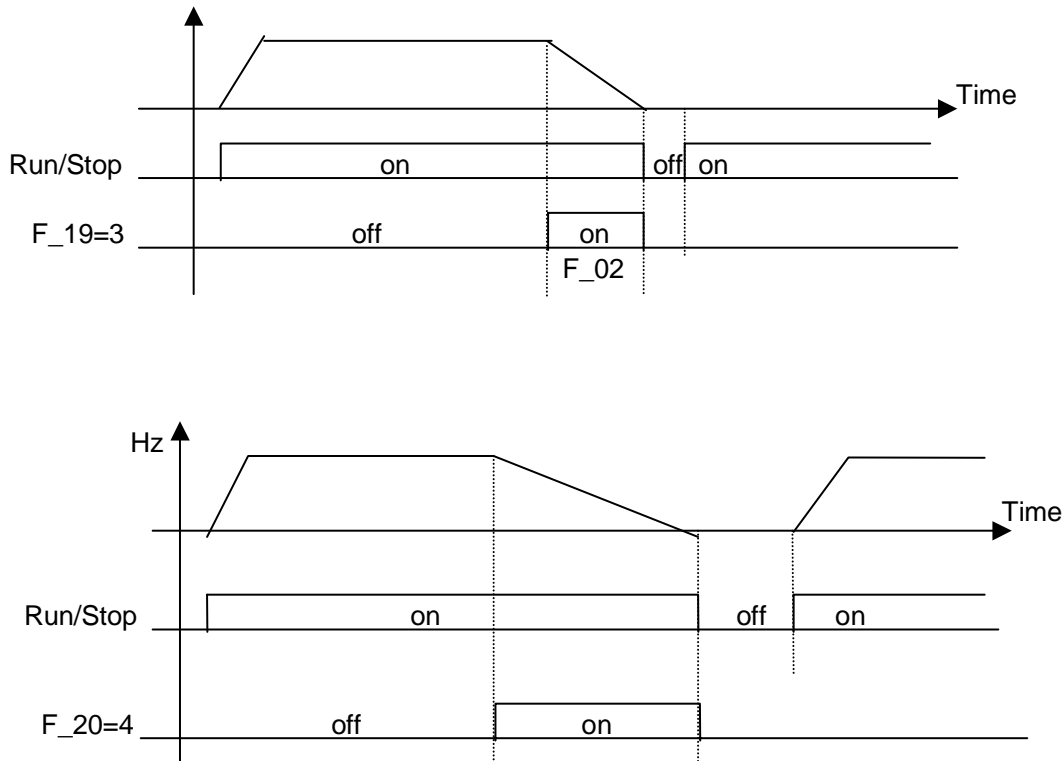 Time
Run/Stop on off on
F_19=3 off on
F_02
Hz
Time
Run/Stop on off on
F_20=4 off on